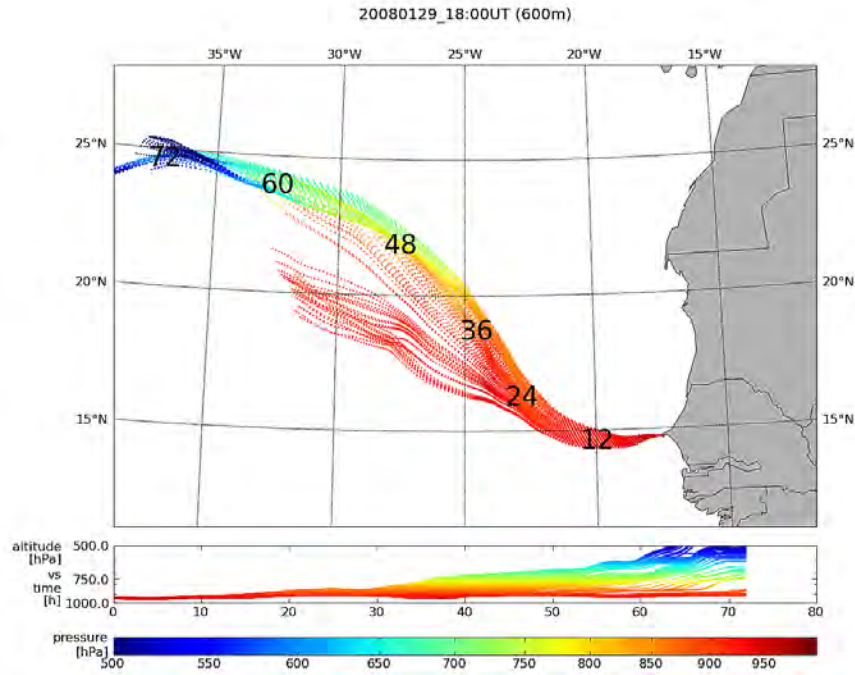 20080129_18:00UT (600m)
35°W 30°W 25°W 20°W 15°W
25°N 25°N
72
60
48
20°N 20°N
36
24
15°N 15°N
12
altitude
[hPa]
vs
time
[h]
500.0
750.0
1000.0
0 10 20 30 40 50 60 70 80
pressure
[hPa]
500 550 600 650 700 750 800 850 900 950